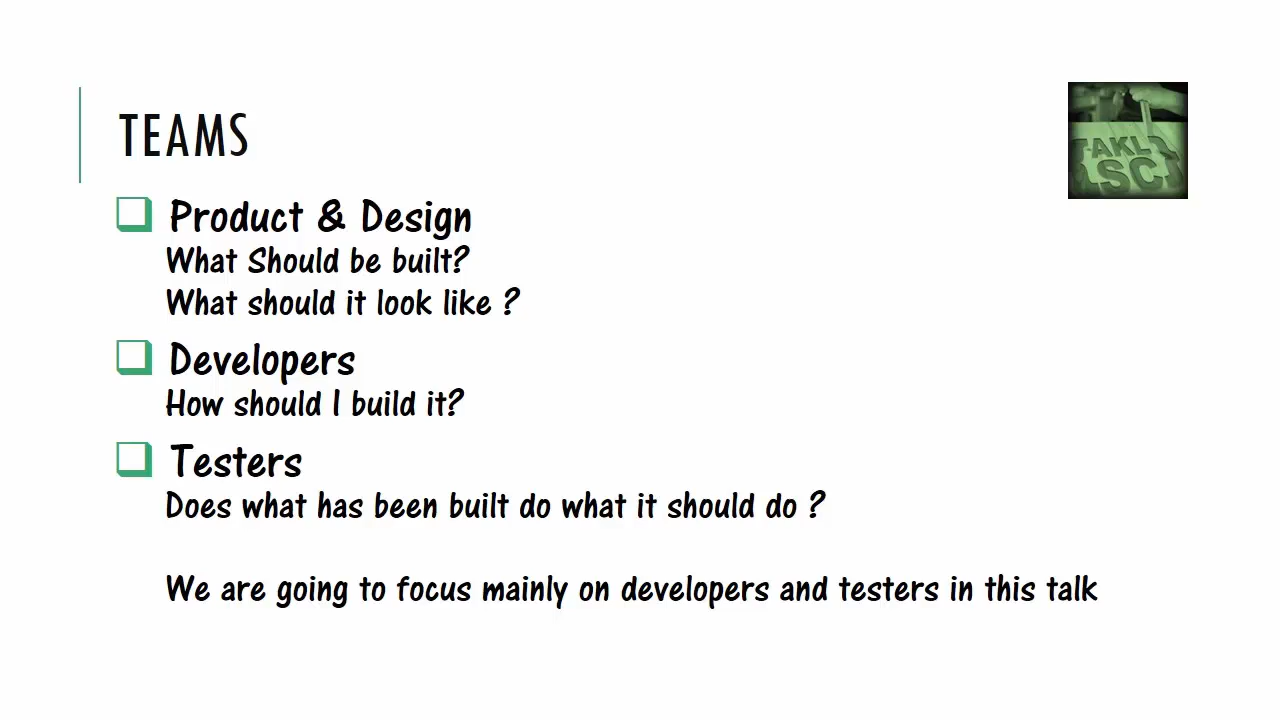 TEAMS
Product & Design
What Should be built?
What should it look like ?
Developers
How should I build it?
Testers
Does what has been built do what it should do ?
We are going to focus mainly on developers and testers in this talk